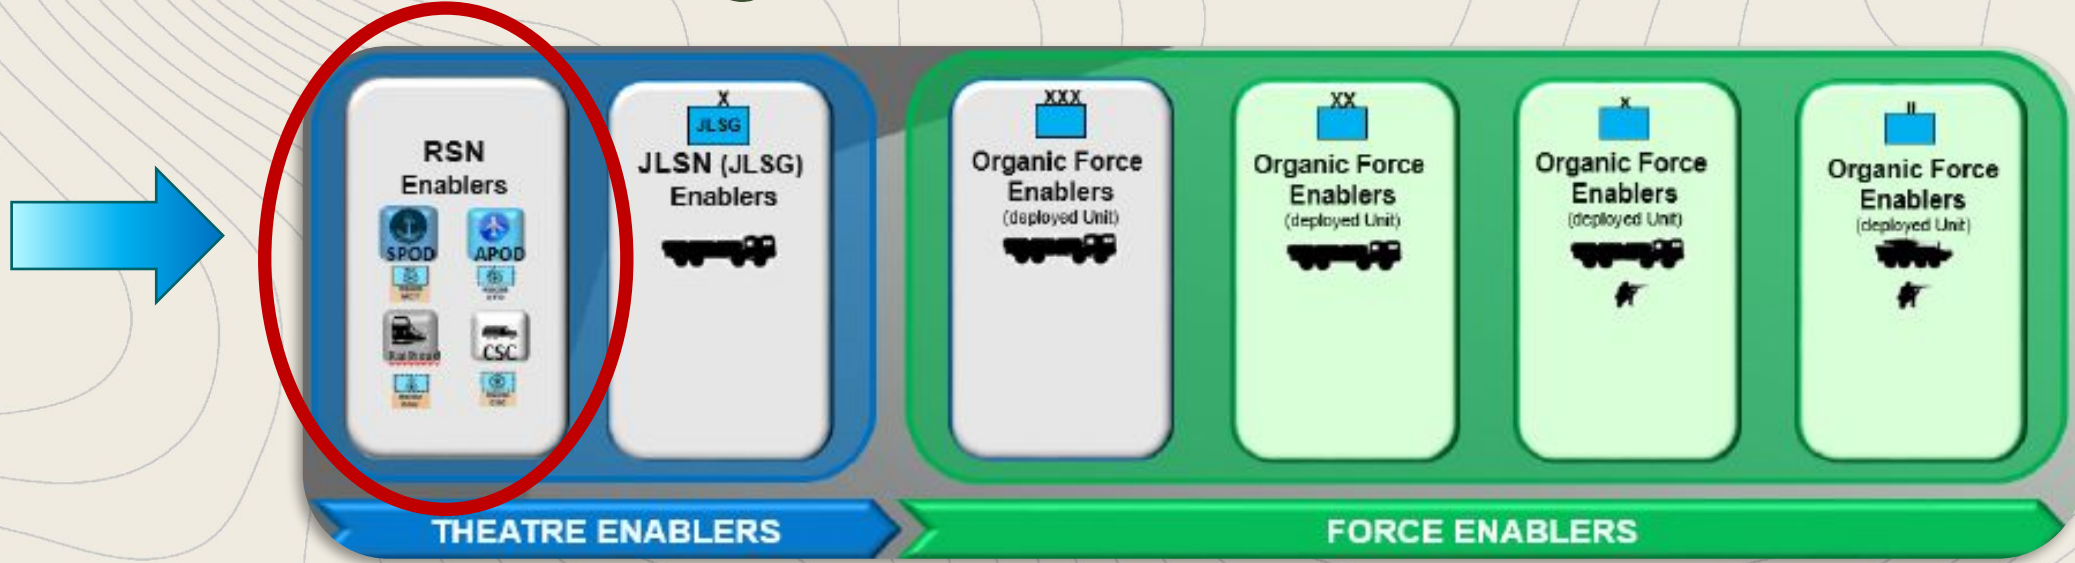 RSN
Enablers
SPOD
APOD
Railhead
CSC
X
JLSG
JLSN (JLSG)
Enablers
XXX
Organic Force
Enablers
(deployed Unit)
XX
Organic Force
Enablers
(deployed Unit)
x
Organic Force
Enablers
(deployed Unit)
II
Organic Force
Enablers
(deployed Unit)
THEATRE ENABLERS
FORCE ENABLERS